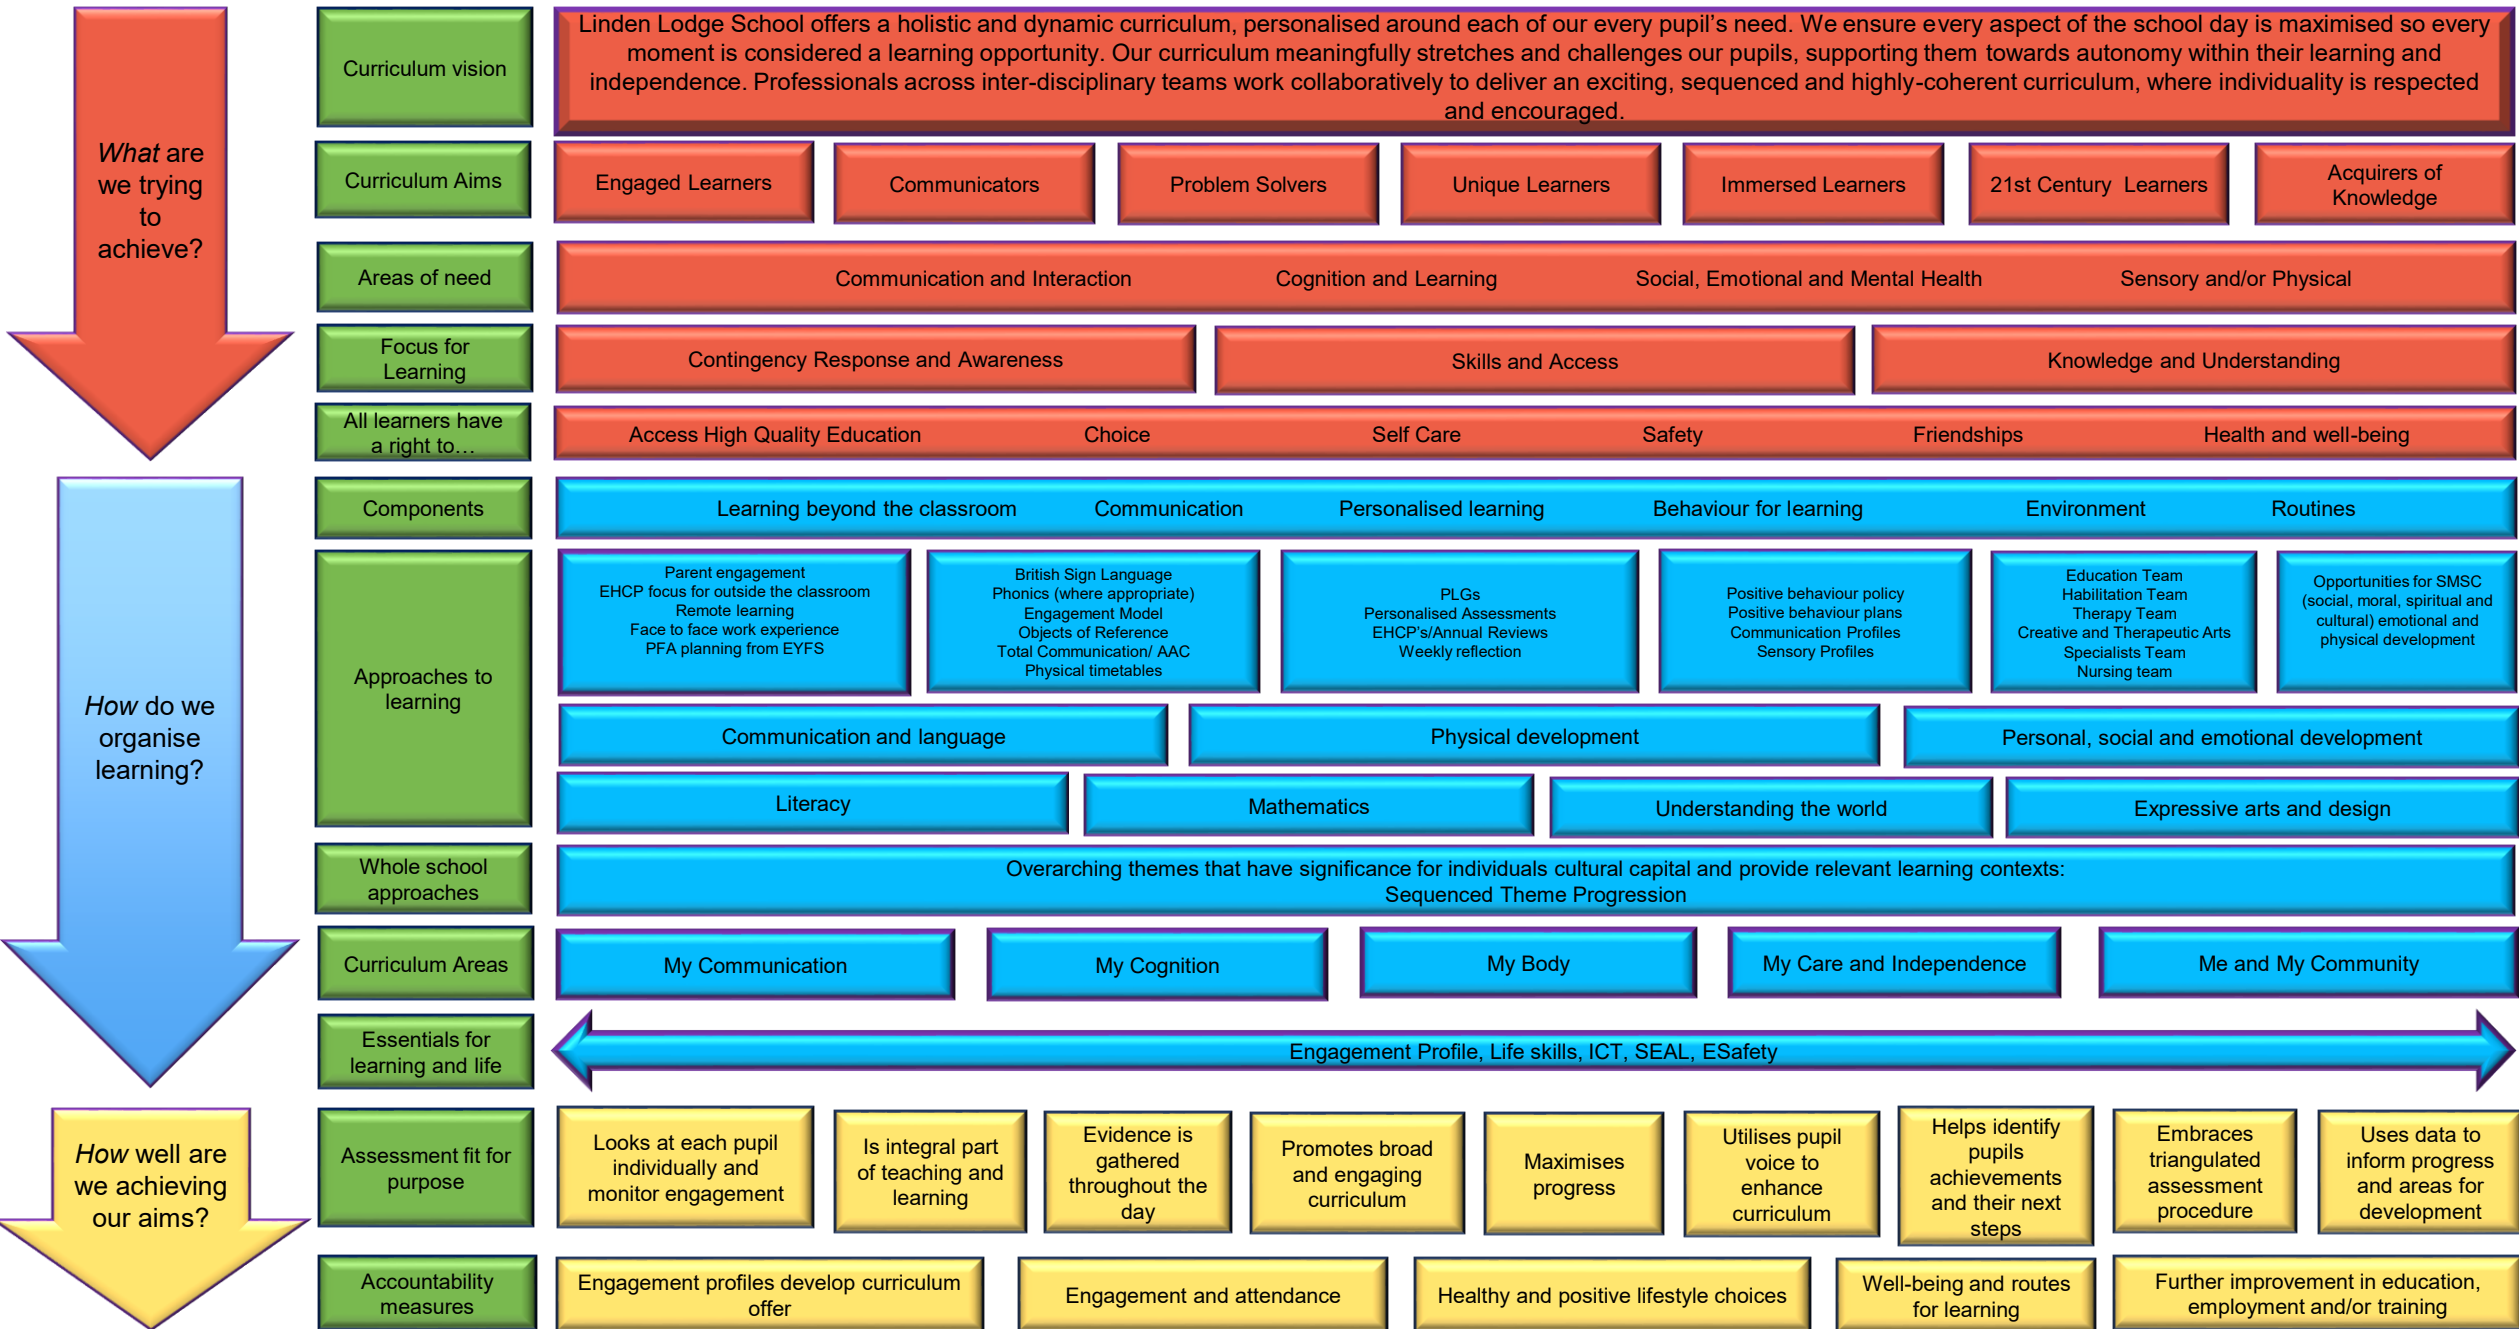 What are
we trying
to
achieve?
Curriculum vision
Linden Lodge School offers a holistic and dynamic curriculum, personalised around each of our every pupil's need. We ensure every aspect of the school day is maximised so every
moment is considered a learning opportunity. Our curriculum meaningfully stretches and challenges our pupils, supporting them towards autonomy within their learning and
independence. Professionals across inter-disciplinary teams work collaboratively to deliver an exciting, sequenced and highly-coherent curriculum, where individuality is respected
and encouraged.
Curriculum Aims
Engaged Learners
Communicators
Problem Solvers
Unique Learners
Immersed Learners
21st Century Learners
Acquirers of
Knowledge
Areas of need
Communication and Interaction
Cognition and Learning
Social, Emotional and Mental Health
Sensory and/or Physical
Focus for
Learning
Contingency Response and Awareness
Skills and Access
Knowledge and Understanding
All learners have
a right to…
Access High Quality Education
Choice
Self Care
Safety
Friendships
Health and well-being
How do we
organise
learning?
Components
Learning beyond the classroom
Communication
Personalised learning
Behaviour for learning
Environment
Routines
Approaches to
learning
Parent engagement
EHCP focus for outside the classroom
Remote learning
Face to face work experience
PFA planning from EYFS
British Sign Language
Phonics (where appropriate)
Engagement Model
Objects of Reference
Total Communication/ AAC
Physical timetables
PLGs
Personalised Assessments
EHCP's/Annual Reviews
Weekly reflection
Positive behaviour policy
Positive behaviour plans
Communication Profiles
Sensory Profiles
Education Team
Habilitation Team
Therapy Team
Creative and Therapeutic Arts
Specialists Team
Nursing team
Opportunities for SMSC
(social, moral, spiritual and
cultural) emotional and
physical development
Communication and language
Physical development
Personal, social and emotional development
Literacy
Mathematics
Understanding the world
Expressive arts and design
Whole school
approaches
Overarching themes that have significance for individuals cultural capital and provide relevant learning contexts:
Sequenced Theme Progression
Curriculum Areas
My Communication
My Cognition
My Body
My Care and Independence
Me and My Community
Essentials for
learning and life
Engagement Profile, Life skills, ICT, SEAL, ESafety
How well are
we achieving
our aims?
Assessment fit for
purpose
Looks at each pupil
individually and
monitor engagement
Is integral part
of teaching and
learning
Evidence is
gathered
throughout the
day
Promotes broad
and engaging
curriculum
Maximises
progress
Utilises pupil
voice to
enhance
curriculum
Helps identify
pupils
achievements
and their next
steps
Embraces
triangulated
assessment
procedure
Uses data to
inform progress
and areas for
development
Accountability
measures
Engagement profiles develop curriculum
offer
Engagement and attendance
Healthy and positive lifestyle choices
Well-being and routes
for learning
Further improvement in education,
employment and/or training